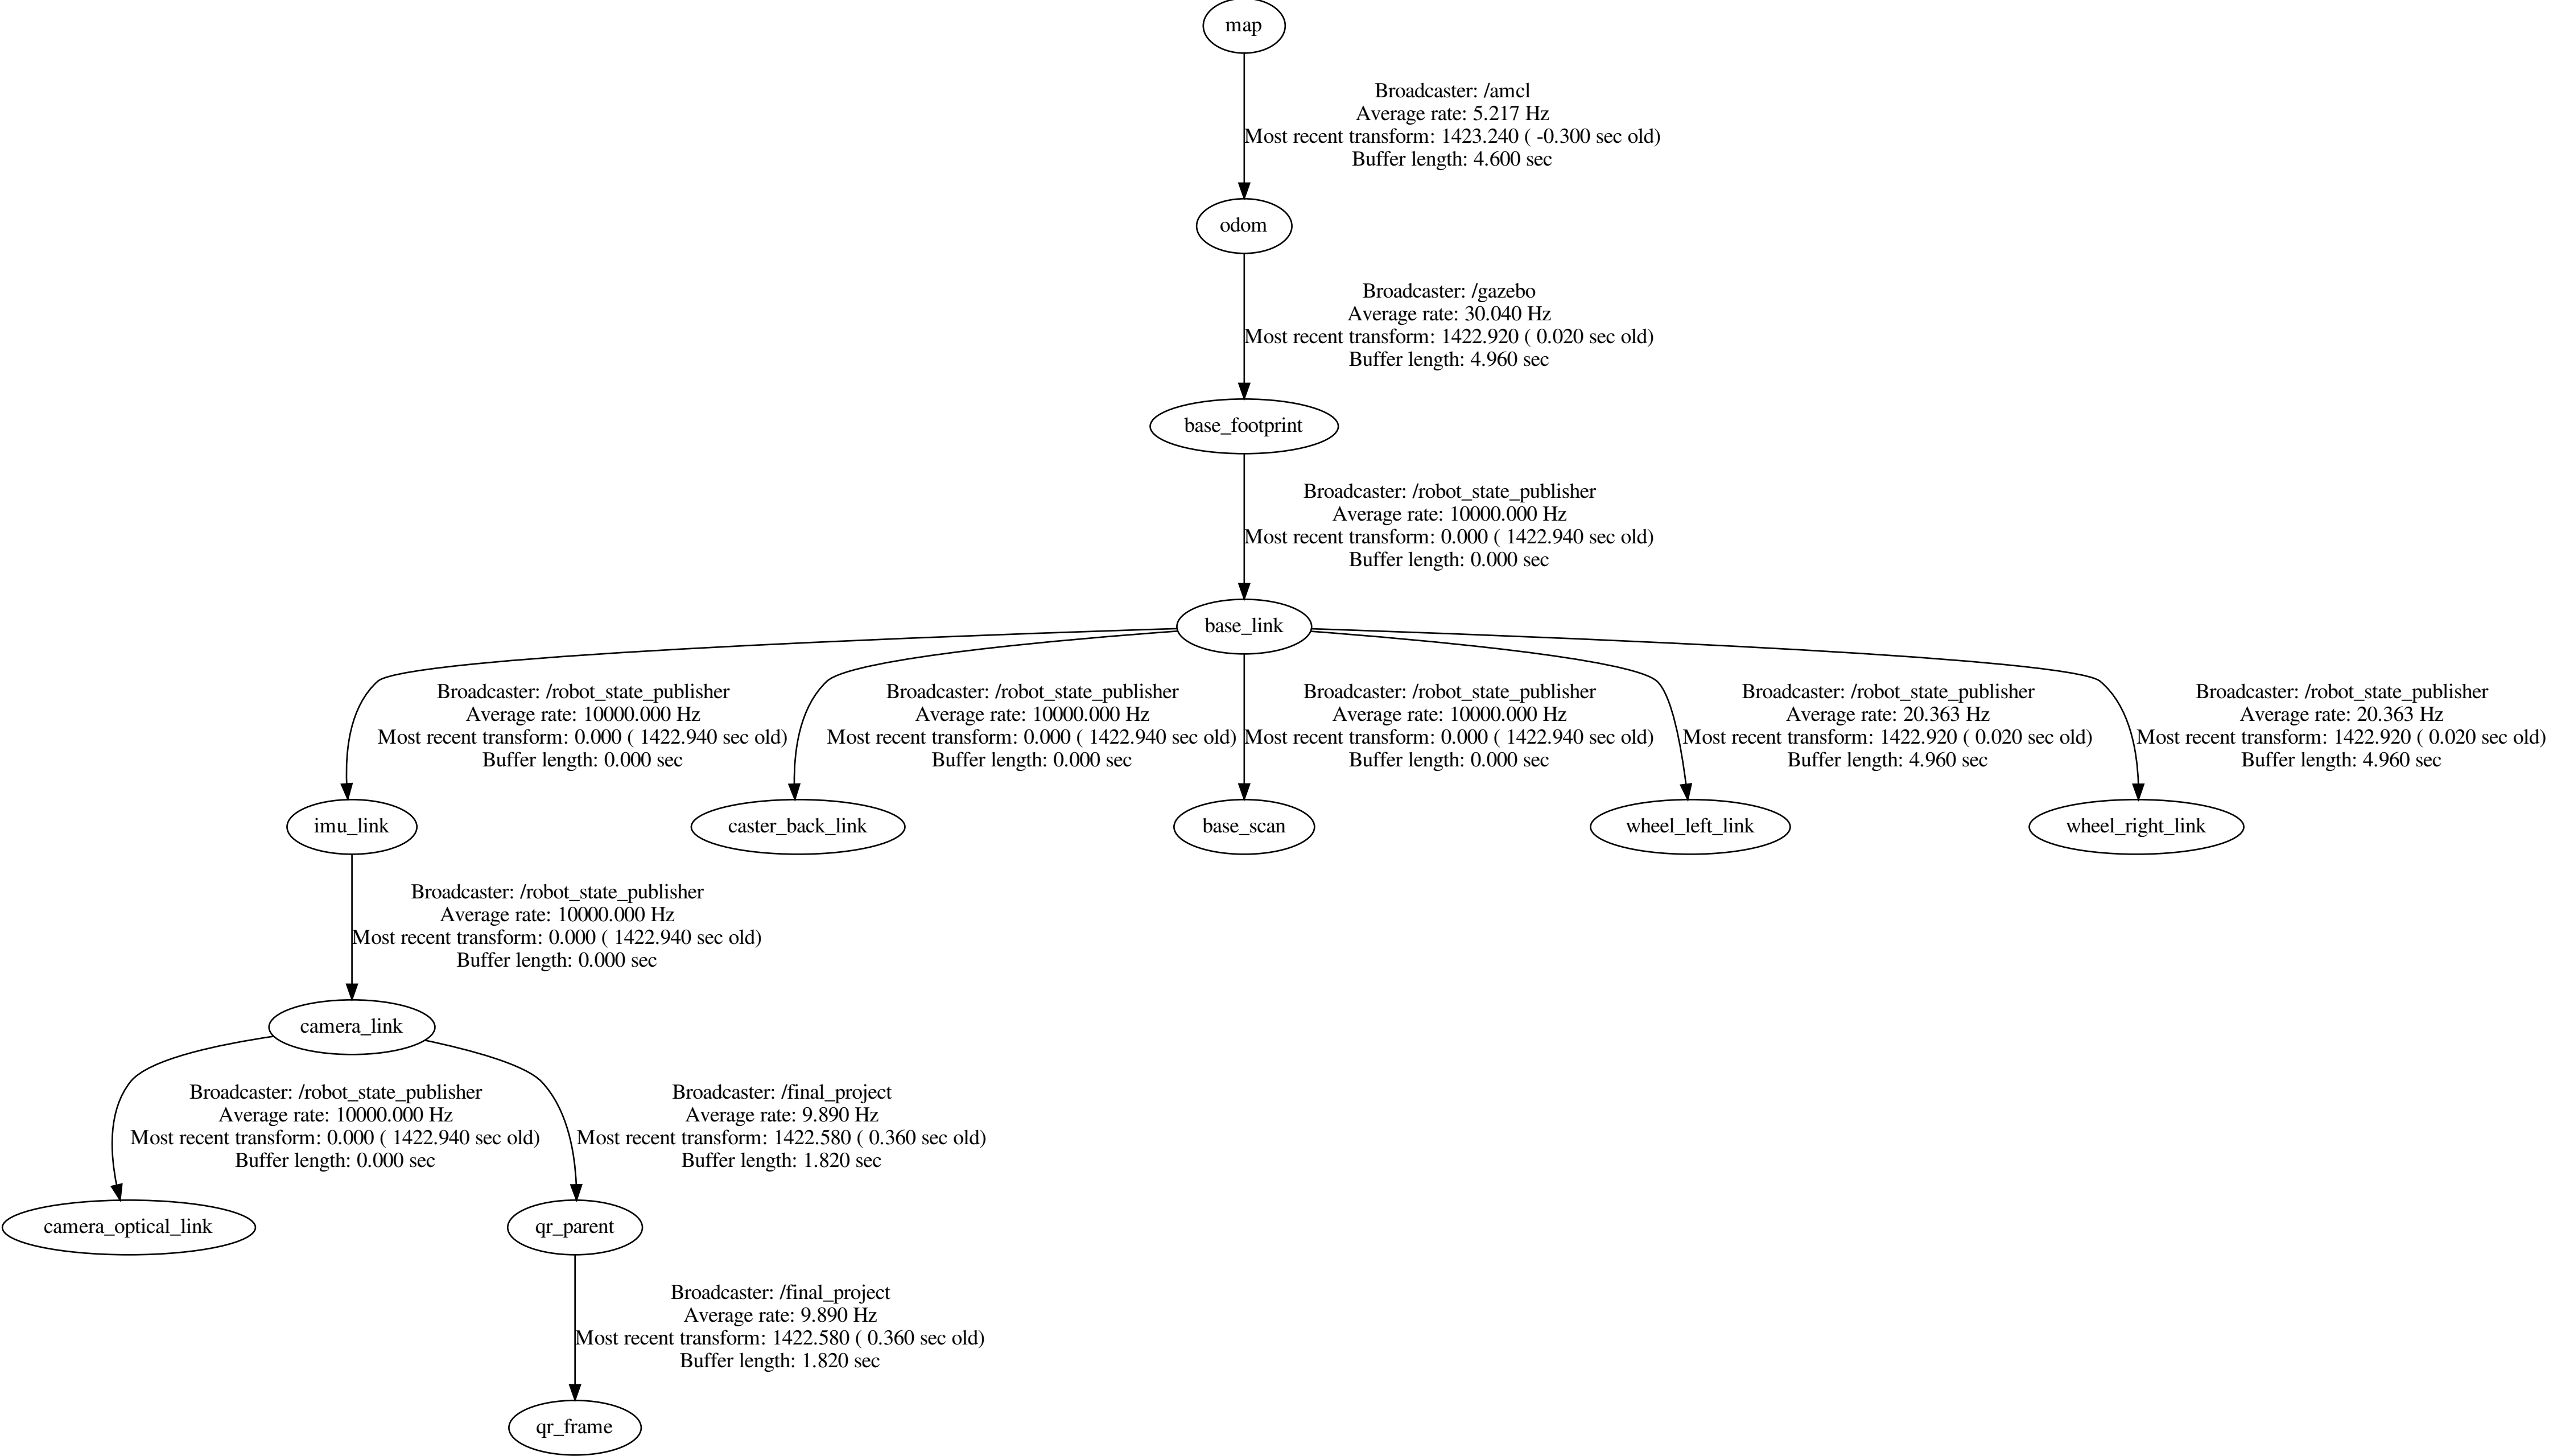 map
Broadcaster: /amcl
Average rate: 5.217 Hz
Most recent transform: 1423.240 ( -0.300 sec old)
Buffer length: 4.600 sec
odom
Broadcaster: /gazebo
Average rate: 30.040 Hz
Most recent transform: 1422.920 ( 0.020 sec old)
Buffer length: 4.960 sec
base_footprint
Broadcaster: /robot_state_publisher
Average rate: 10000.000 Hz
Most recent transform: 0.000 ( 1422.940 sec old)
Buffer length: 0.000 sec
base_link
Broadcaster: /robot_state_publisher
Average rate: 10000.000 Hz
Most recent transform: 0.000 ( 1422.940 sec old)
Buffer length: 0.000 sec
Broadcaster: /robot_state_publisher
Average rate: 10000.000 Hz
Most recent transform: 0.000 ( 1422.940 sec old)
Buffer length: 0.000 sec
Broadcaster: /robot_state_publisher
Average rate: 10000.000 Hz
Most recent transform: 0.000 ( 1422.940 sec old)
Buffer length: 0.000 sec
Broadcaster: /robot_state_publisher
Average rate: 20.363 Hz
Most recent transform: 1422.920 ( 0.020 sec old)
Buffer length: 4.960 sec
Broadcaster: /robot_state_publisher
Average rate: 20.363 Hz
Most recent transform: 1422.920 ( 0.020 sec old)
Buffer length: 4.960 sec
imu_link
caster_back_link
base_scan
wheel_left_link
wheel_right_link
Broadcaster: /robot_state_publisher
Average rate: 10000.000 Hz
Most recent transform: 0.000 ( 1422.940 sec old)
Buffer length: 0.000 sec
camera_link
Broadcaster: /robot_state_publisher
Average rate: 10000.000 Hz
Most recent transform: 0.000 ( 1422.940 sec old)
Buffer length: 0.000 sec
Broadcaster: /final_project
Average rate: 9.890 Hz
Most recent transform: 1422.580 ( 0.360 sec old)
Buffer length: 1.820 sec
camera_optical_link
qr_parent
Broadcaster: /final_project
Average rate: 9.890 Hz
Most recent transform: 1422.580 ( 0.360 sec old)
Buffer length: 1.820 sec
qr_frame